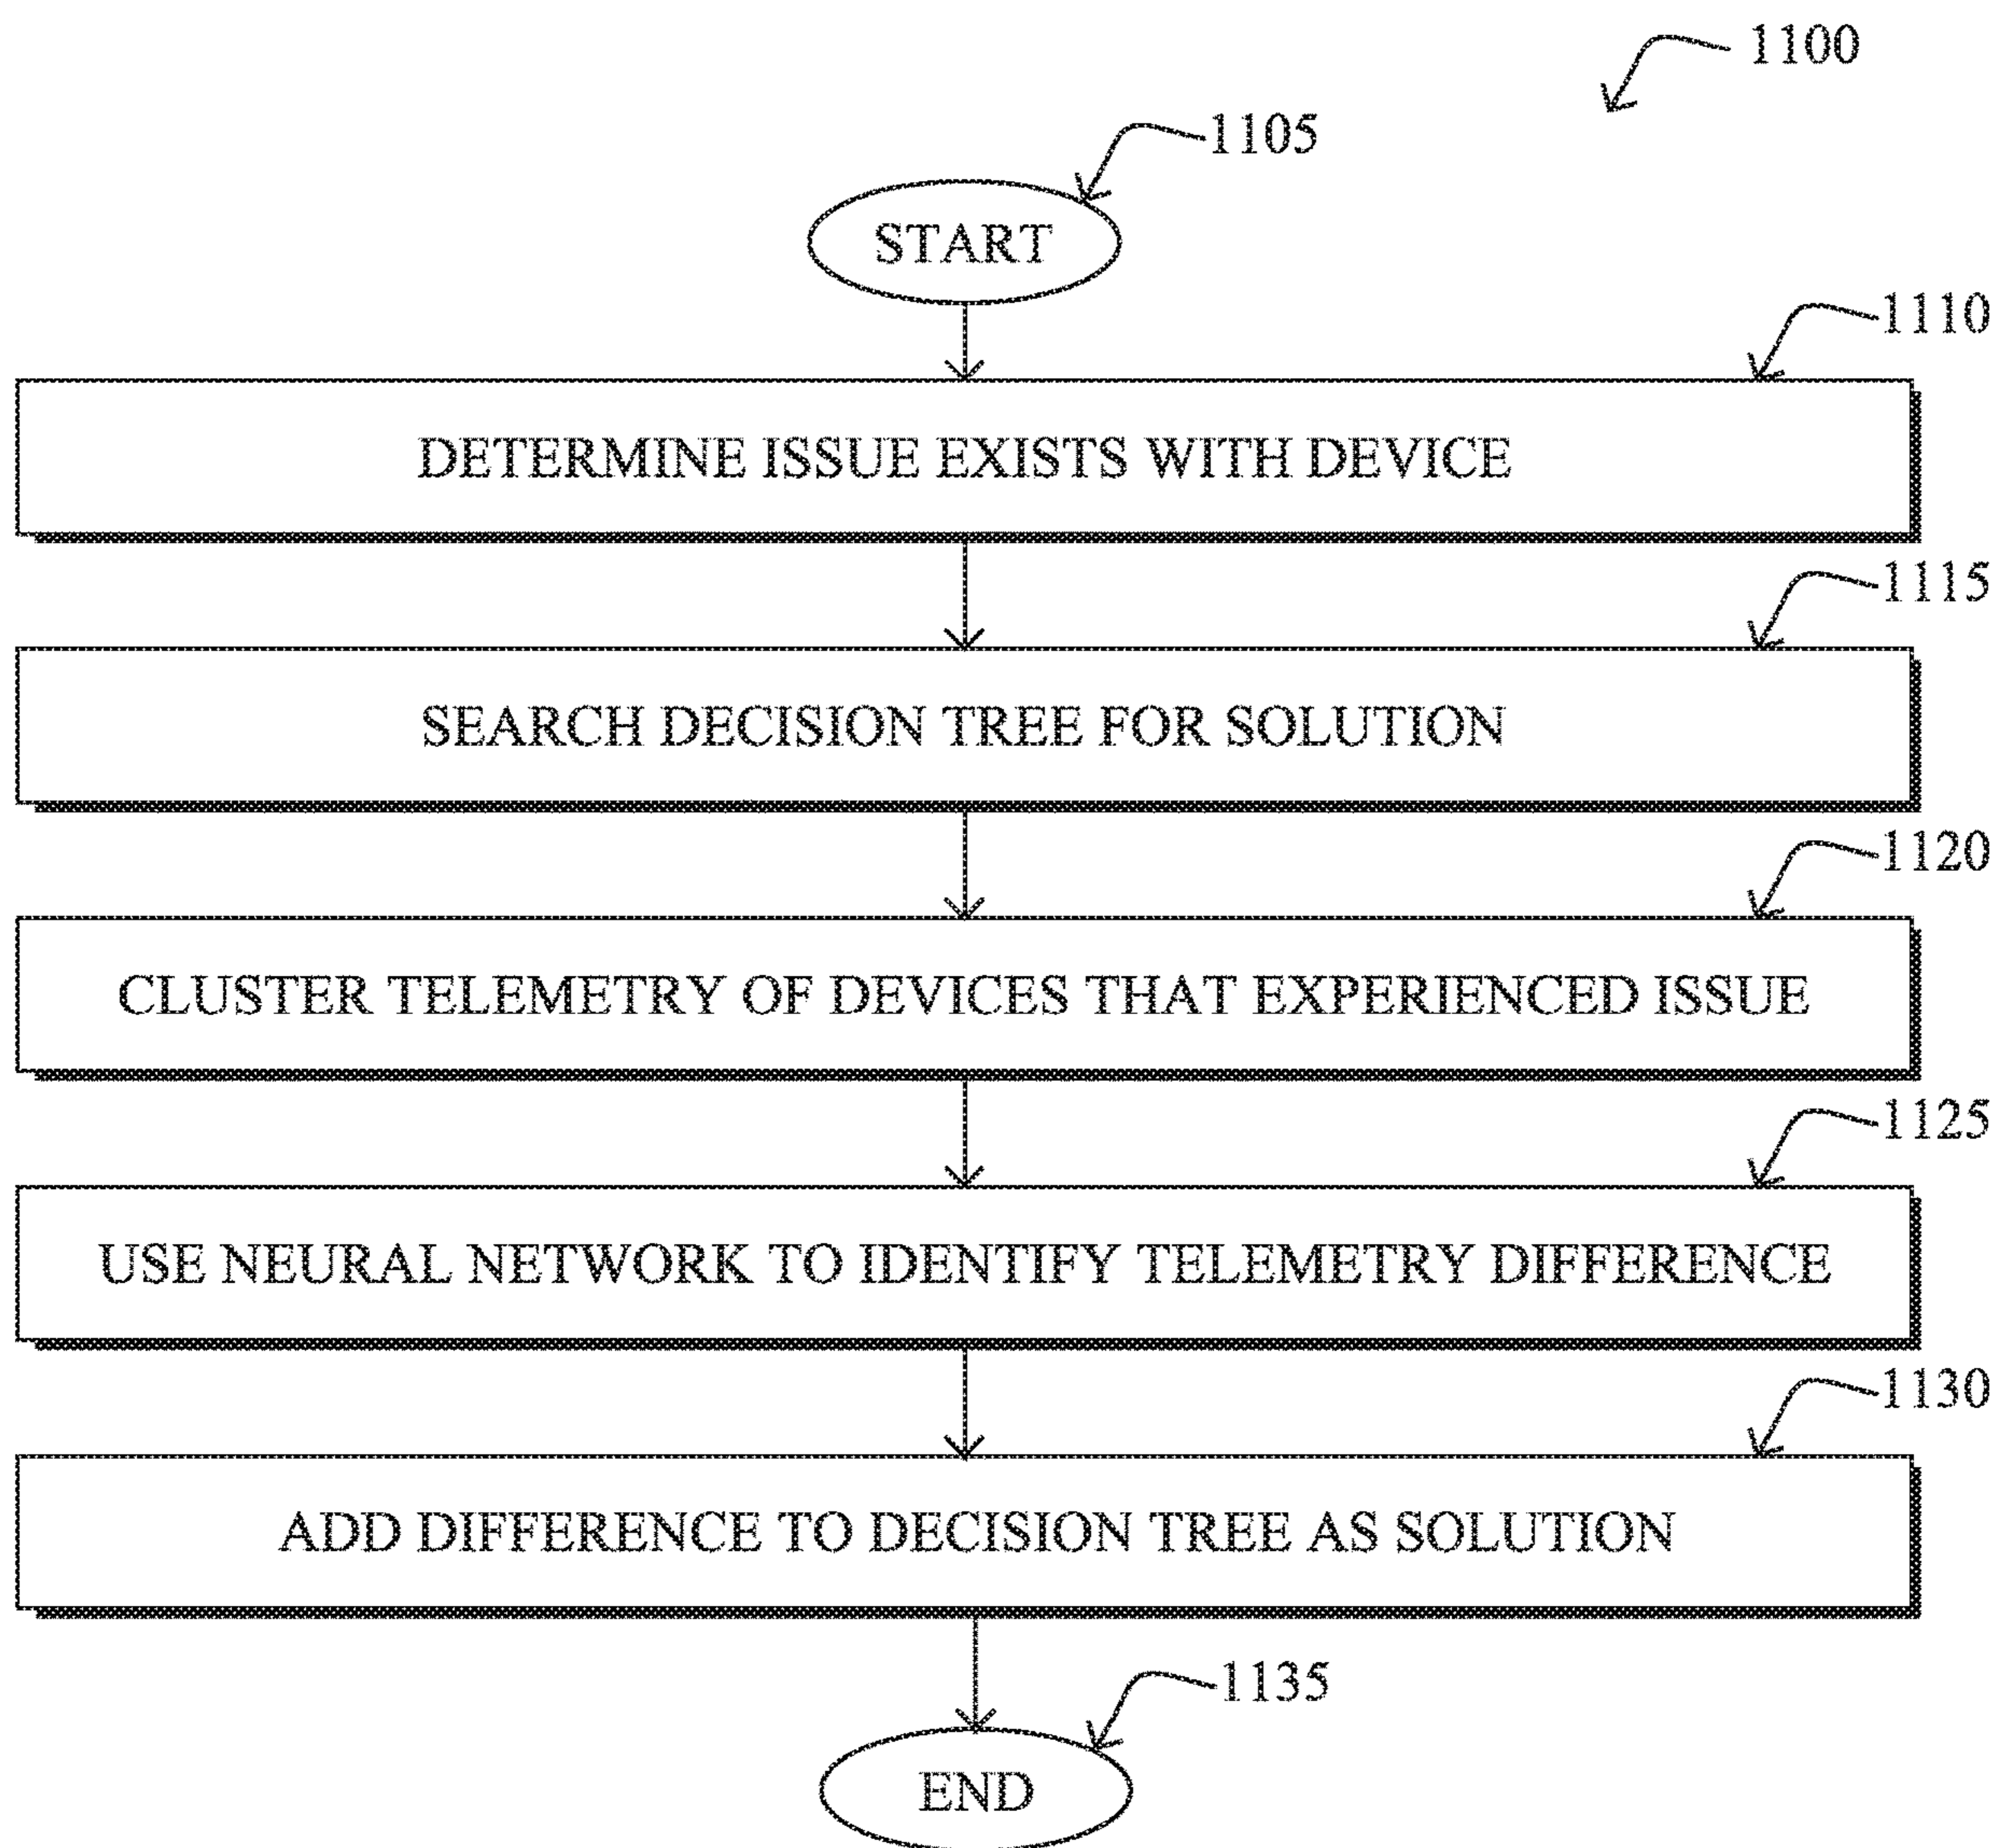 1100
1105
START
1110
DETERMINE ISSUE EXISTS WITH DEVICE
1115
SEARCH DECISION TREE FOR SOLUTION
1120
CLUSTER TELEMETRY OF DEVICES THAT EXPERIENCED ISSUE
1125
USE NEURAL NETWORK TO IDENTIFY TELEMETRY DIFFERENCE
1130
ADD DIFFERENCE TO DECISION TREE AS SOLUTION
1135
END